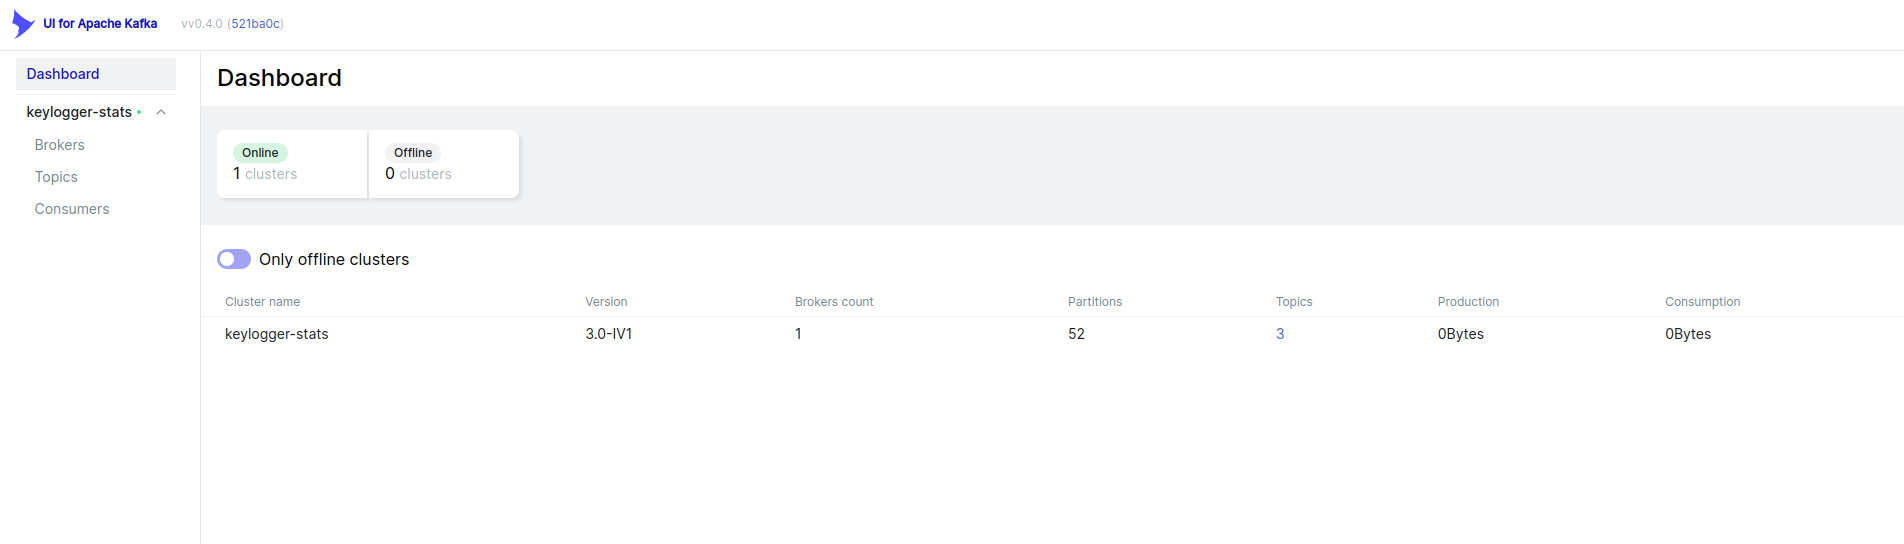 UI for Apache Kafka vv0.4.0 (521ba0c)
Dashboard
keylogger-stats
Brokers
Topics
Consumers
Dashboard
Online
1 clusters
Offline
0 clusters
Only offline clusters
Cluster name Version Brokers count Partitions Topics Production Consumption
keylogger-stats 3.0-IV1 1 52 3 0Bytes 0Bytes